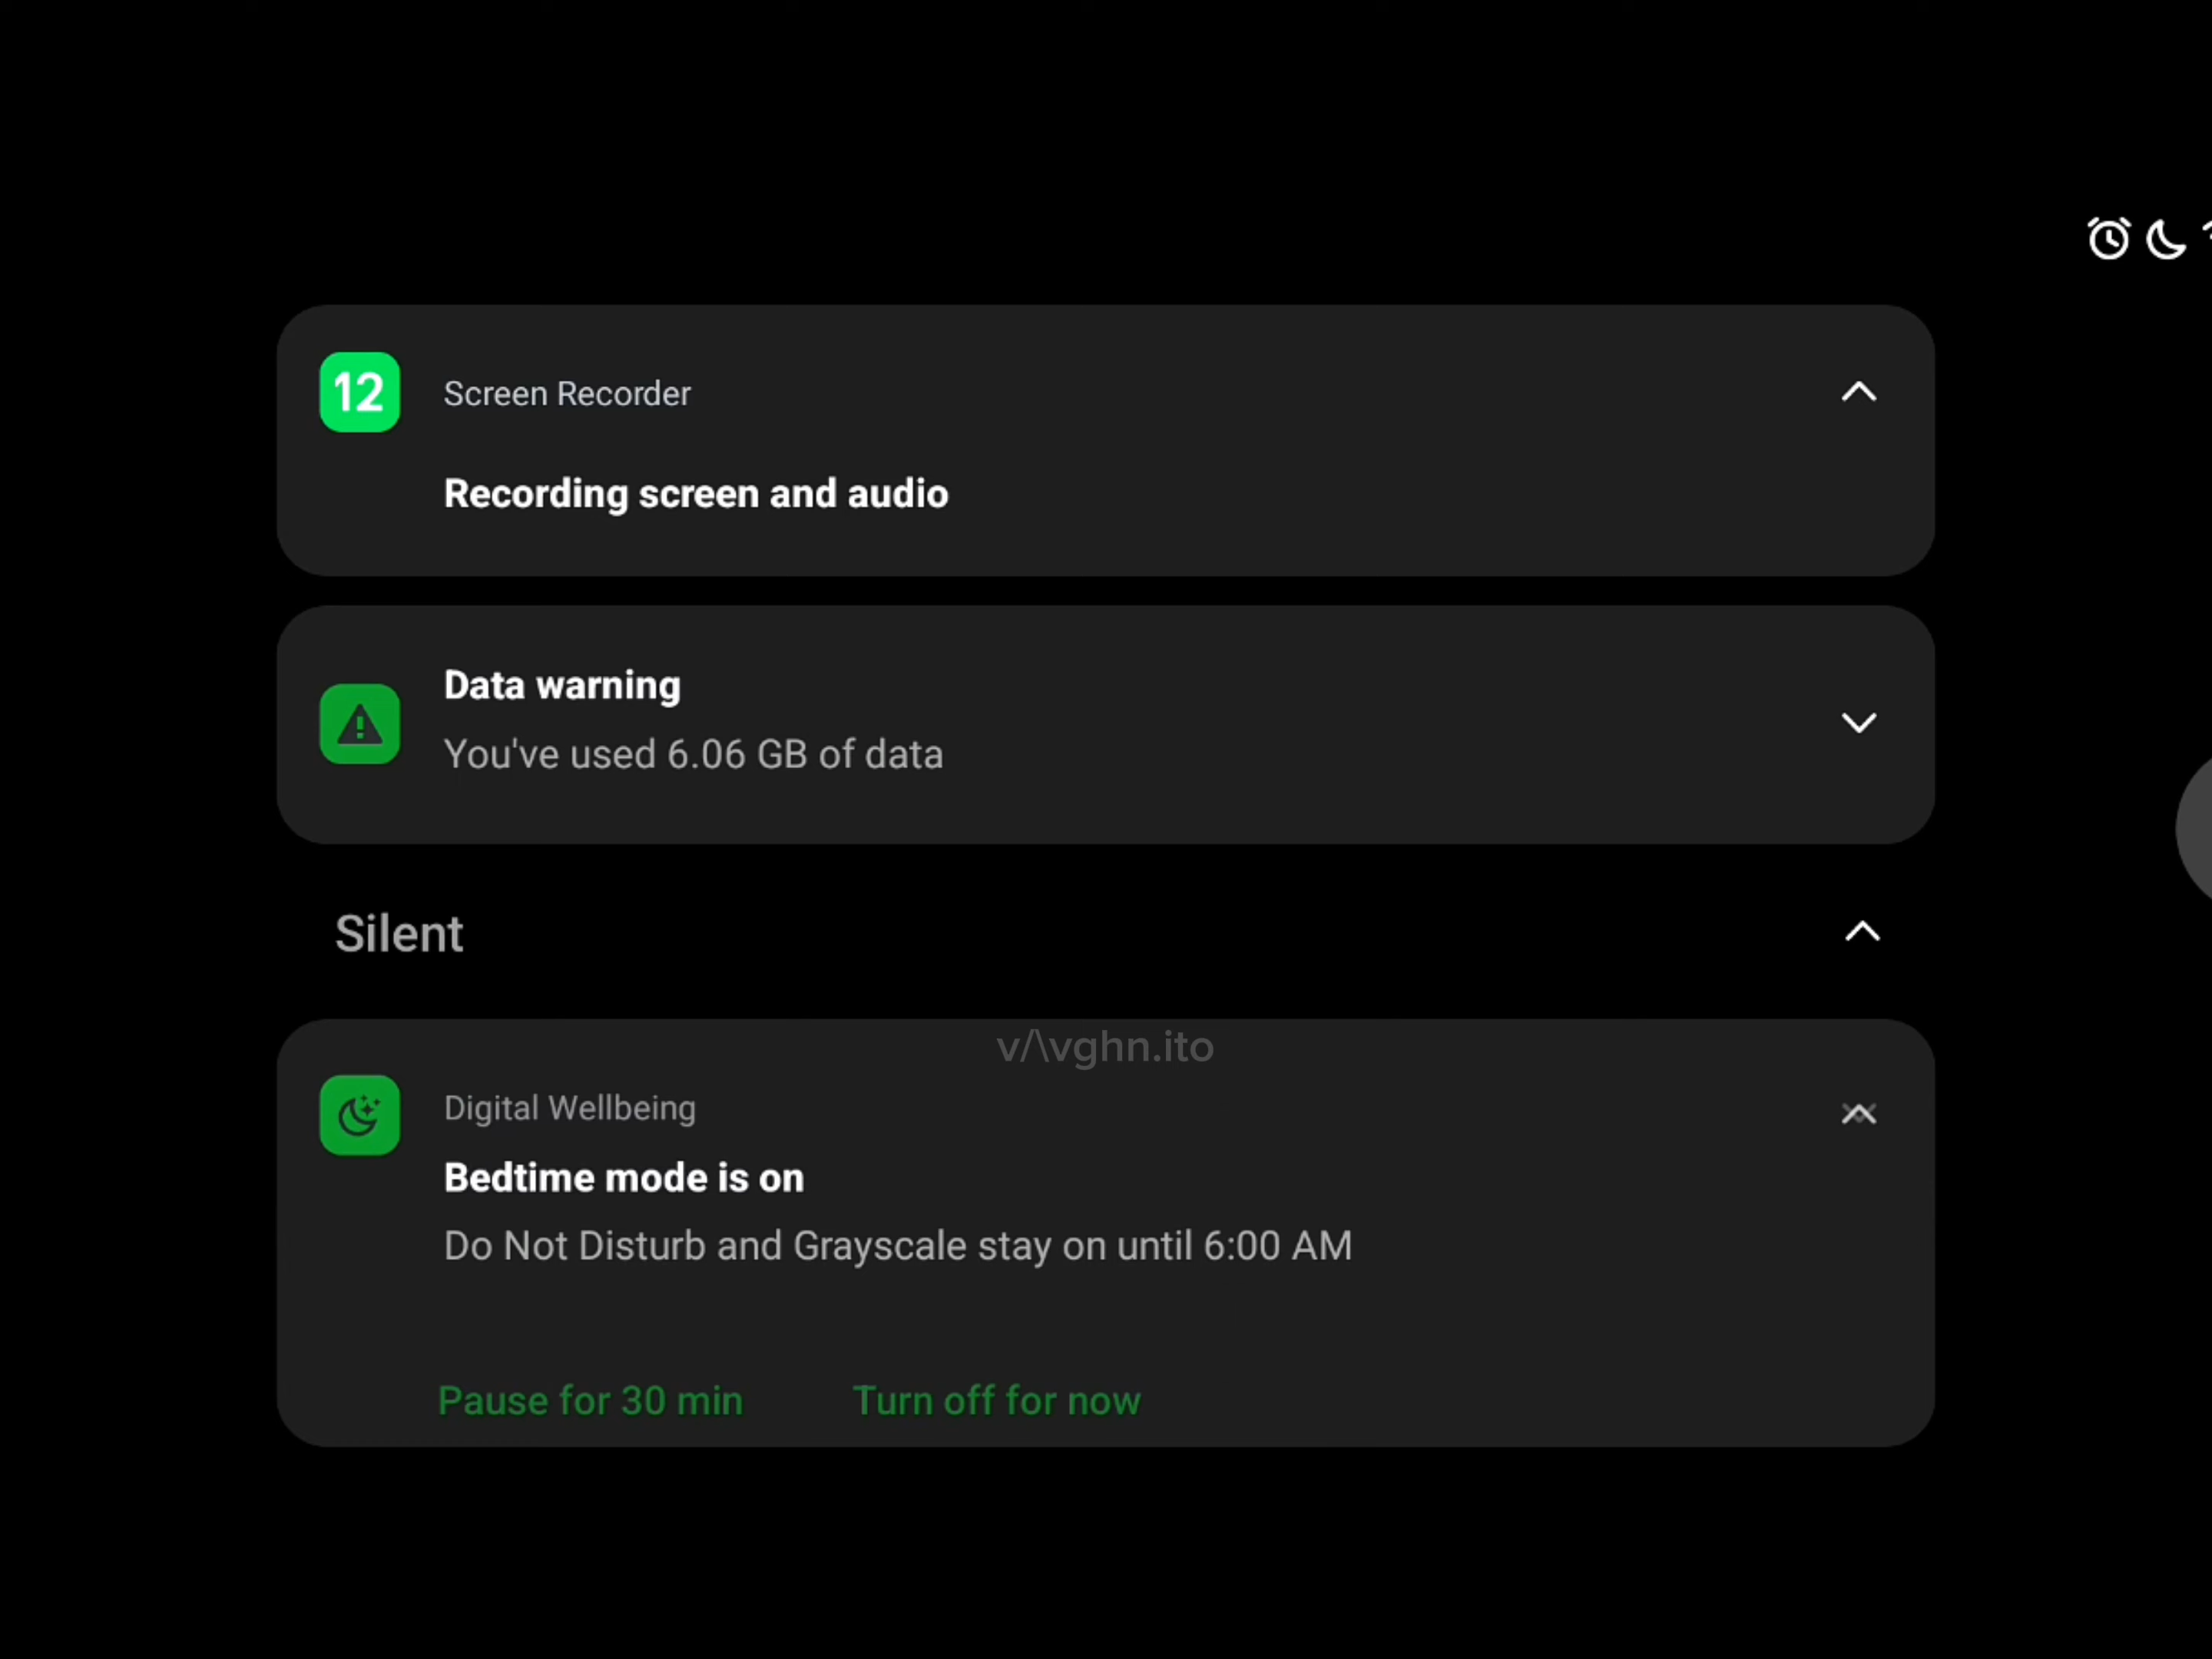 12
Screen Recorder
Recording screen and audio
Data warning
You've used 6.06 GB of data
Silent
v/\vghn.ito
Digital Wellbeing
Bedtime mode is on
Do Not Disturb and Grayscale stay on until 6:00 AM
Pause for 30 min Turn off for now